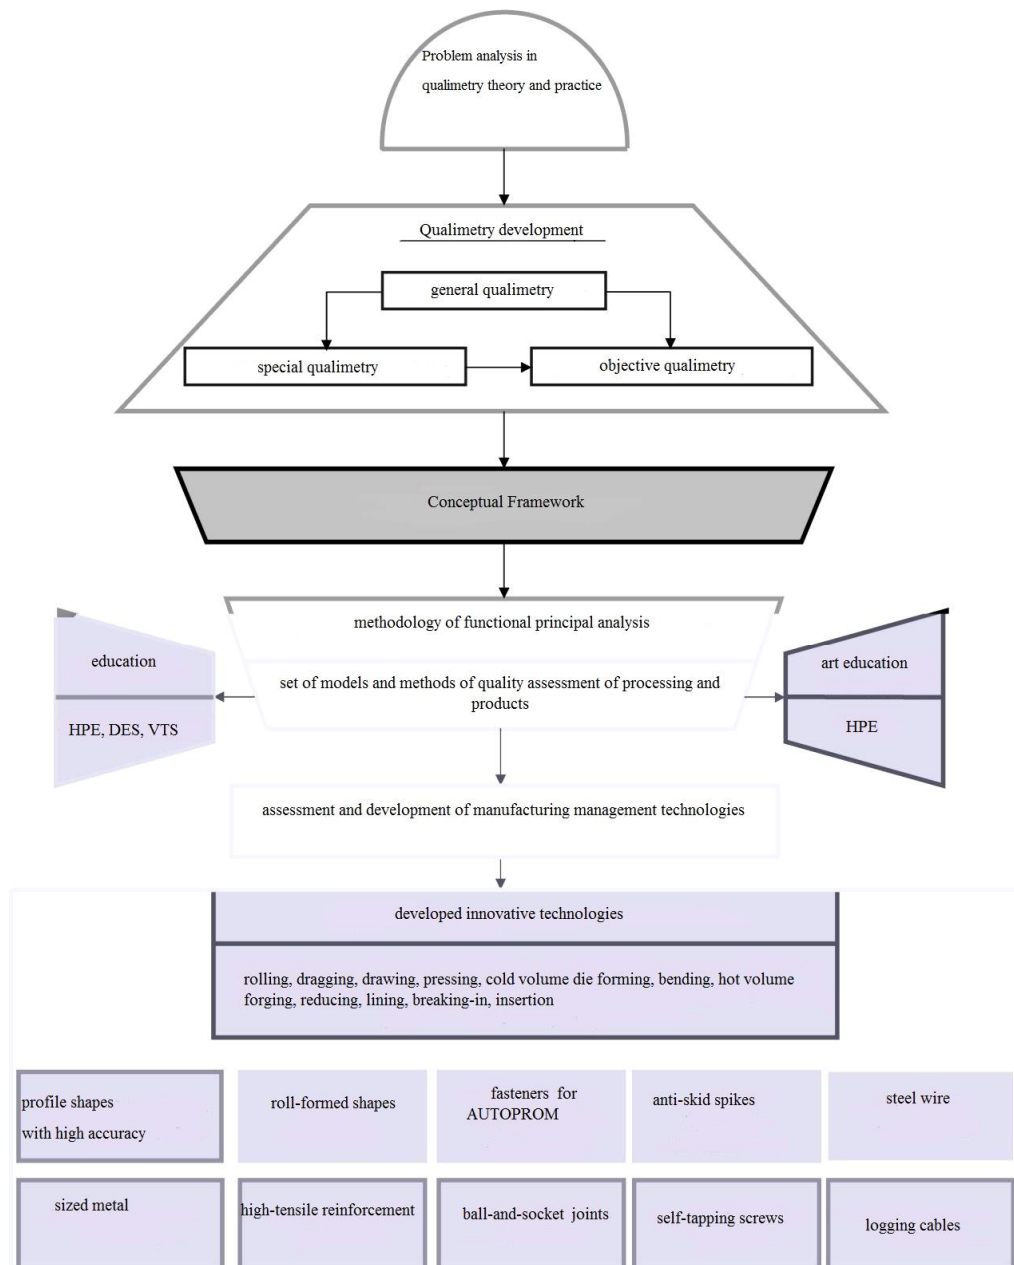 Problem analysis in
qualimetry theory and practice
Qualimetry development
general qualimetry
special qualimetry
objective qualimetry
Conceptual Framework
methodology of functional principal analysis
set of models and methods of quality assessment of processing and
products
education
HPE, DES, VTS
art education
HPE
assessment and development of manufacturing management technologies
developed innovative technologies
rolling, dragging, drawing, pressing, cold volume die forming, bending, hot volume
forging, reducing, lining, breaking-in, insertion
profile shapes
with high accuracy
roll-formed shapes
fasteners for
AUTOPROM
anti-skid spikes
steel wire
sized metal
high-tensile reinforcement
ball-and-socket joints
self-tapping screws
logging cables